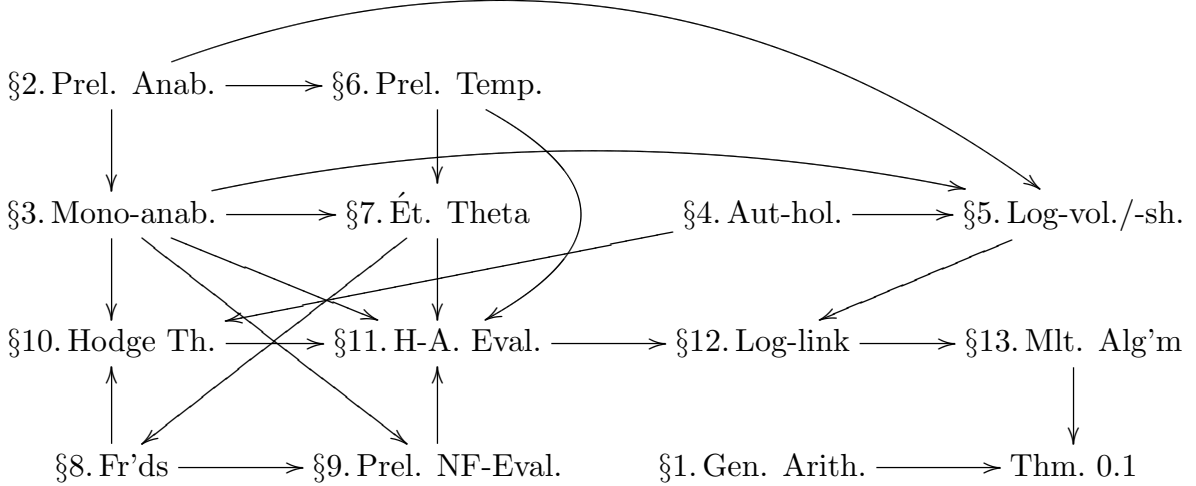 §2. Prel. Anab. §6. Prel. Temp.
§3. Mono-anab. §7. Ét. Theta §4. Aut-hol. §5. Log-vol./-sh.
§10. Hodge Th. §11. H-A. Eval. §12. Log-link §13. Mlt. Alg'm
§8. Fr'ds §9. Prel. NF-Eval. §1. Gen. Arith. Thm. 0.1